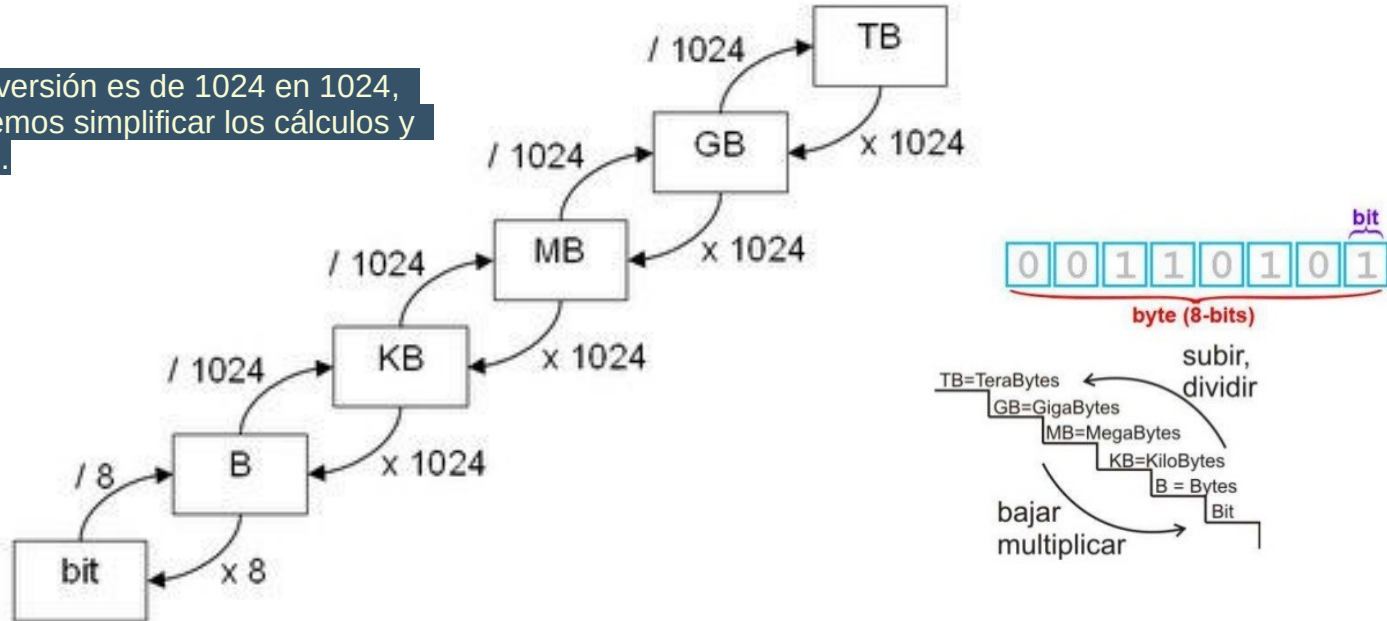 versión es de 1024 en 1024,
emos simplificar los cálculos y
.
TB
/ 1024
x 1024
GB
/ 1024
x 1024
MB
/ 1024
x 1024
KB
/ 1024
x 1024
B
/ 8
x 8
bit
bit
0 0 1 1 0 1 0 1
byte (8-bits)
subir,
dividir
TB=TeraBytes
GB=GigaBytes
MB=MegaBytes
KB=KiloBytes
B = Bytes
Bit
bajar
multiplicar